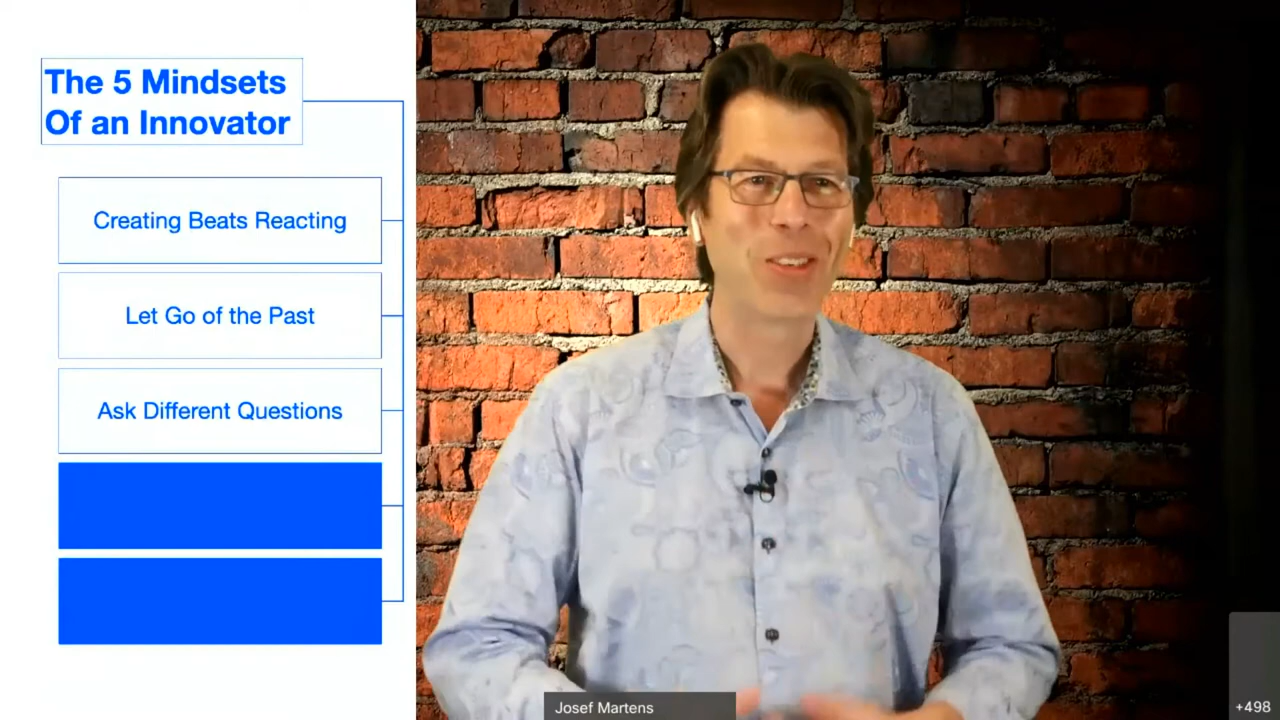 The 5 Mindsets
Of an Innovator
Creating Beats Reacting
Let Go of the Past
Ask Different Questions
Josef Martens
+498